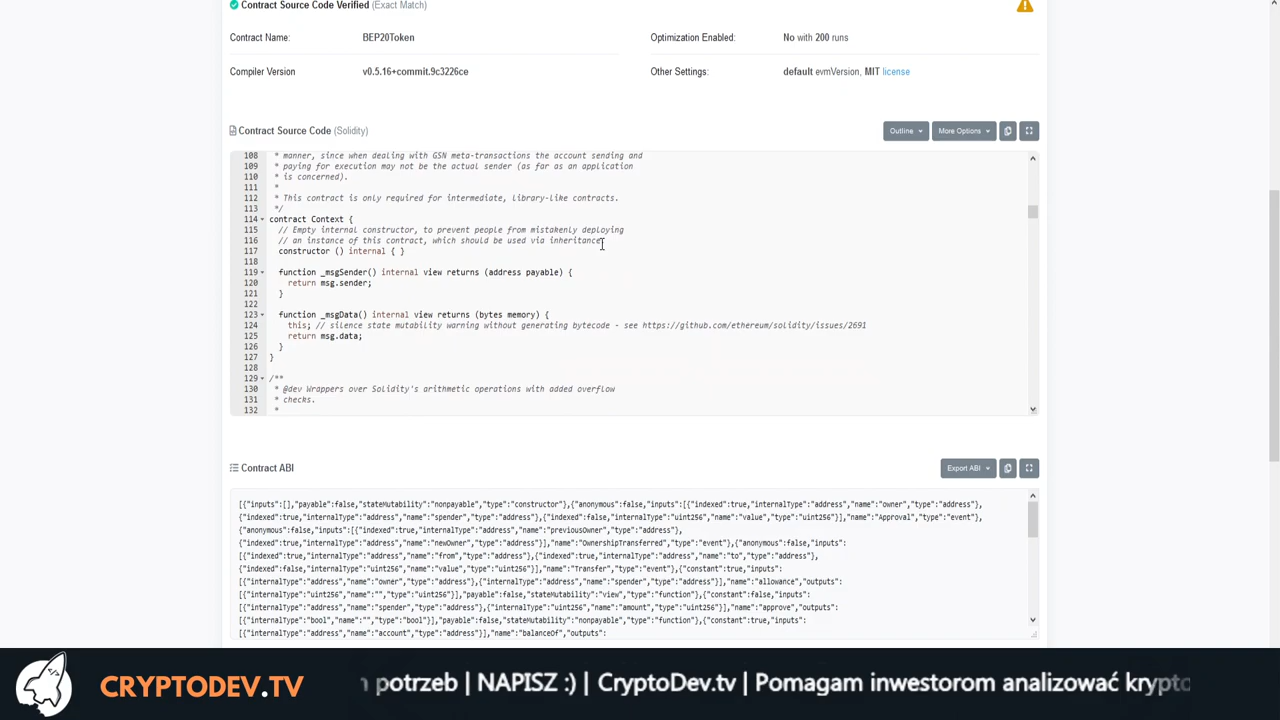 Contract Source Code Verified (Exact Match)
Contract Name: BEP20Token Optimization Enabled: No with 200 runs
Compiler Version v0.5.16+commit.9c3226ce Other Settings: default evmVersion, MIT license
Contract Source Code (Solidity) Outline More Options
108 * manner, since when dealing with GSN meta-transactions the account sending and
109 * paying for execution may not be the actual sender (as far as an application
110 * is concerned).
111 *
112 * This contract is only required for intermediate, library-like contracts.
113 */
114 contract Context {
115 // Empty internal constructor, to prevent people from mistakenly deploying
116 // an instance of this contract, which should be used via inheritance.
117 constructor () internal { }
118
119 function _msgSender() internal view returns (address payable) {
120 return msg.sender;
121 }
122
123 function _msgData() internal view returns (bytes memory) {
124 this; // silence state mutability warning without generating bytecode - see https://github.com/ethereum/solidity/issues/2691
125 return msg.data;
126 }
127 }
128
129 /**
130 * @dev Wrappers over Solidity's arithmetic operations with added overflow
131 * checks.
132 *
Contract ABI Export ABI
[{"inputs":[],"payable":false,"stateMutability":"nonpayable","type":"constructor"},{"anonymous":false,"inputs":[{"indexed":true,"internalType":"address","name":"owner","type":"address"},
{"indexed":true,"internalType":"address","name":"spender","type":"address"},{"indexed":false,"internalType":"uint256","name":"value","type":"uint256"}],"name":"Approval","type":"event"},
{"anonymous":false,"inputs":[{"indexed":true,"internalType":"address","name":"previousOwner","type":"address"},
{"indexed":true,"internalType":"address","name":"newOwner","type":"address"}],"name":"OwnershipTransferred","type":"event"},{"anonymous":false,"inputs":
[{"indexed":true,"internalType":"address","name":"from","type":"address"},{"indexed":true,"internalType":"address","name":"to","type":"address"},
{"indexed":false,"internalType":"uint256","name":"value","type":"uint256"}],"name":"Transfer","type":"event"},{"constant":true,"inputs":
[{"internalType":"address","name":"owner","type":"address"},{"internalType":"address","name":"spender","type":"address"}],"name":"allowance","outputs":
[{"internalType":"uint256","name":"","type":"uint256"}],"payable":false,"stateMutability":"view","type":"function"},{"constant":false,"inputs":
[{"internalType":"address","name":"spender","type":"address"},{"internalType":"uint256","name":"amount","type":"uint256"}],"name":"approve","outputs":
[{"internalType":"bool","name":"","type":"bool"}],"payable":false,"stateMutability":"nonpayable","type":"function"},{"constant":true,"inputs":
[{"internalType":"address","name":"account","type":"address"}],"name":"balanceOf","outputs":
CRYPTODEV.TV potrzeb | NAPISZ :) | CryptoDev.tv | Pomagam inwestorom analizować krypto